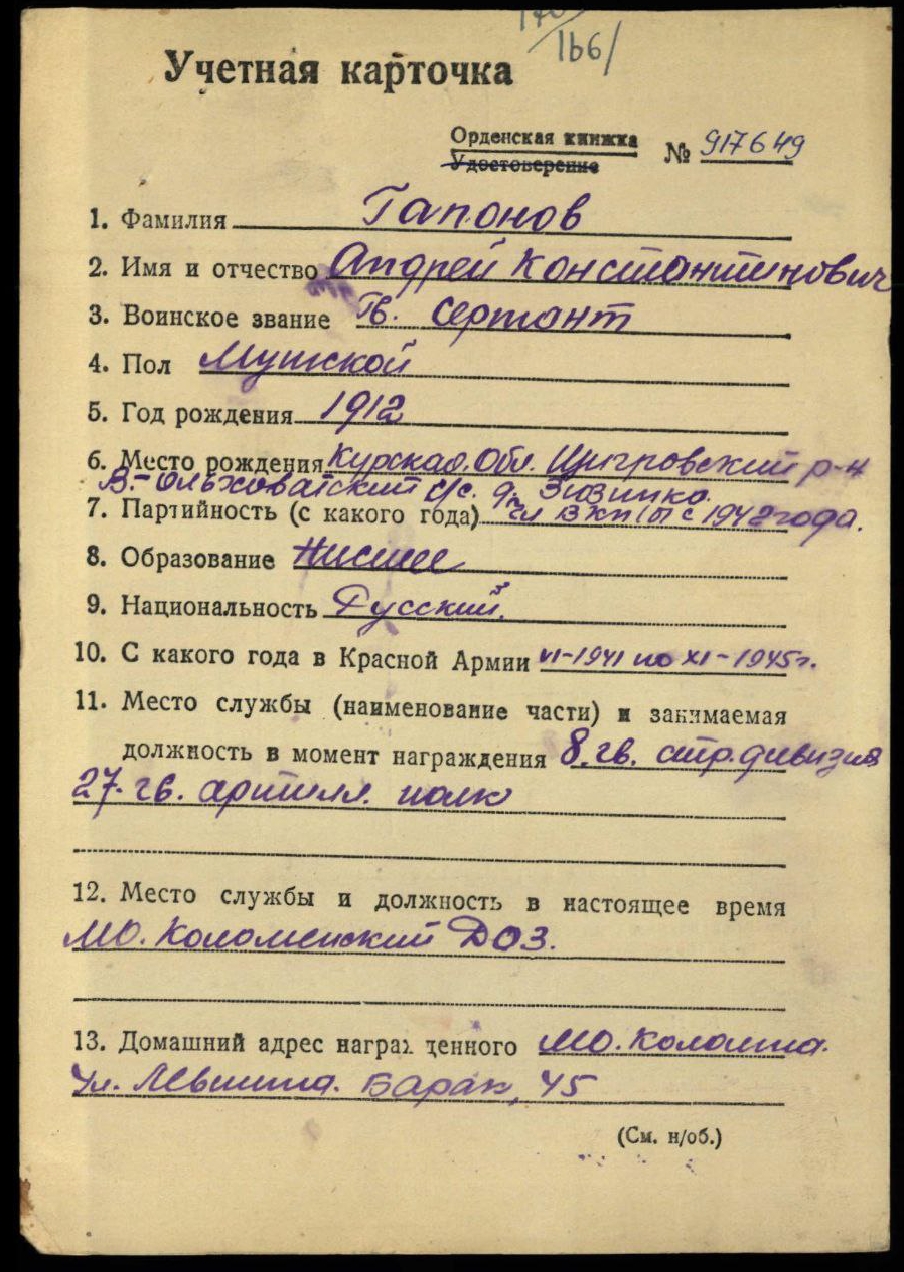 166/
Учетная карточка
Орденская книжка
Удостоверение
№ 917649
1. Фамилия Гапонов
2. Имя и отчество Андрей Константинович
3. Воинское звание Гв. Сержант
4. Пол Мужской
5. Год рождения 1912
6. Место рождения Курская. Обл. Щигровский р-н
В.-Ольховатский с/с. д. Зювинка
7. Партийность (с какого года) чл ВКП(б) с 1942 года.
8. Образование Нисшее
9. Национальность Русский.
10. С какого года в Красной Армии VI-1941 по XI-1945г.
11. Место службы (наименование части) и занимаемая
должность в момент награждения 8. гв. стр. дивизия
27. гв. артилл. полк
12. Место службы и должность в настоящее время
МО. Коломенский ДОЗ.
13. Домашний адрес награжденного МО. Коломна.
Ул. Левшина. Барак, 45
(См. н/об.)